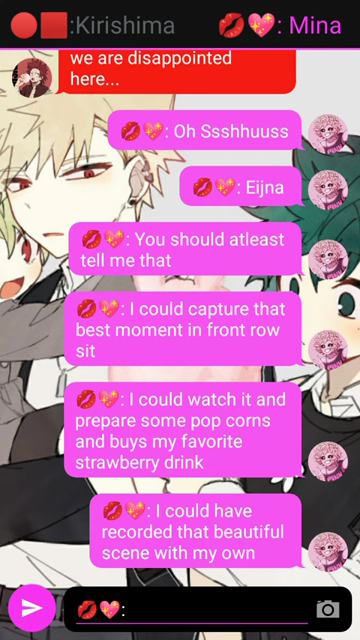 🔴🟥:Kirishima 💋💖: Mina
we are disappointed
here...
💋💖: Oh Ssshhuuss
💋💖: Eijna
💋💖: You should atleast
tell me that
💋💖: I could capture that
best moment in front row
sit
💋💖: I could watch it and
prepare some pop corns
and buys my favorite
strawberry drink
💋💖: I could have
recorded that beautiful
scene with my own
💋💖: